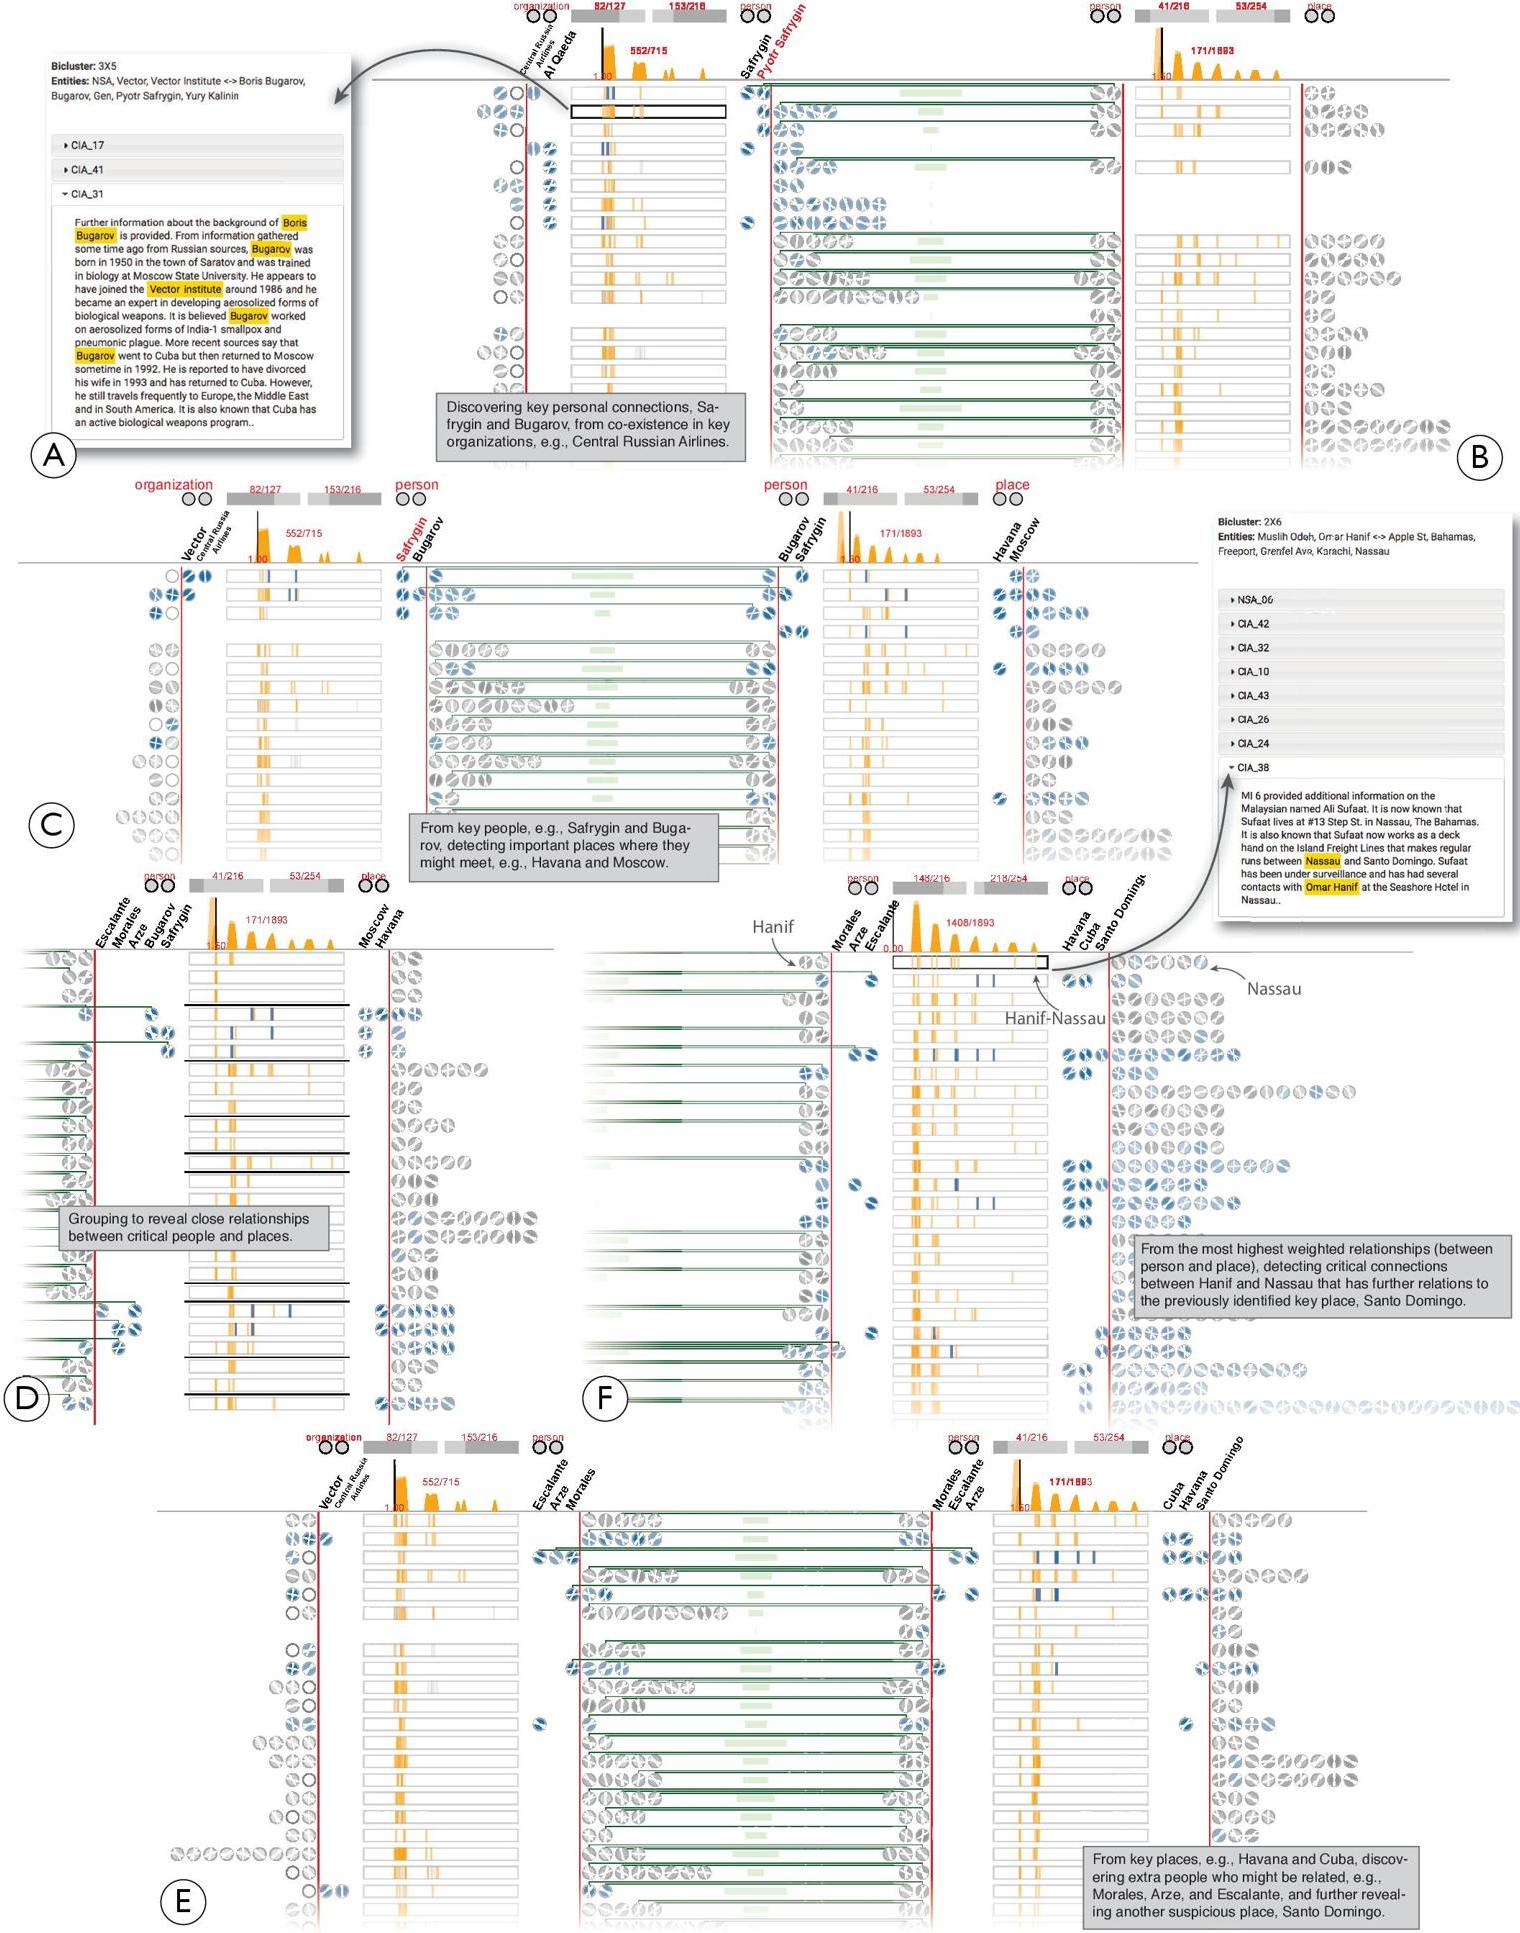 Bicluster: 3X5
Entities: NSA, Vector, Vector Institute <-> Boris Bugarov,
Bugarov, Gen, Pyotr Safrygin, Yury Kalinin
CIA_17
CIA_41
CIA_31
Further information about the background of Boris
Bugarov is provided. From information gathered
some time ago from Russian sources, Bugarov was
born in 1950 in the town of Saratov and was trained
in biology at Moscow State University. He appears to
have joined the Vector institute around 1986 and he
became an expert in developing aerosolized forms of
biological weapons. It is believed Bugarov worked
on aerosolized forms of India-1 smallpox and
pneumonic plague. More recent sources say that
Bugarov went to Cuba but then returned to Moscow
sometime in 1992. He is reported to have divorced
his wife in 1993 and has returned to Cuba. However,
he still travels frequently to Europe, the Middle East
and in South America. It is also known that Cuba has
an active biological weapons program..
A
organization
82/127
153/216
person
person
41/216
53/254
place
Central Russia
Airlines
Al Qaeda
552/715
1.00
Safrygin
Pyotr Safrygin
171/1893
1.50
Discovering key personal connections, Sa-
frygin and Bugarov, from co-existence in key
organizations, e.g., Central Russian Airlines.
B
organization
82/127
153/216
person
person
41/216
53/254
place
Vector
Central Russia
Airlines
552/715
1.00
Safrygin
Bugarov
Bugarov
Safrygin
171/1893
1.50
Havana
Moscow
From key people, e.g., Safrygin and Buga-
rov, detecting important places where they
might meet, e.g., Havana and Moscow.
C
Bicluster: 2X6
Entities: Muslih Odeh, Omar Hanif <-> Apple St, Bahamas,
Freeport, Grenfel Ave, Karachi, Nassau
NSA_06
CIA_42
CIA_32
CIA_10
CIA_43
CIA_26
CIA_24
CIA_38
MI 6 provided additional information on the
Malaysian named Ali Sufaat. It is now known that
Sufaat lives at #13 Step St. in Nassau, The Bahamas.
It is also known that Sufaat now works as a deck
hand on the Island Freight Lines that makes regular
runs between Nassau and Santo Domingo. Sufaat
has been under surveillance and has had several
contacts with Omar Hanif at the Seashore Hotel in
Nassau..
person
41/216
53/254
place
Escalante
Morales
Arze
Bugarov
Safrygin
171/1893
1.50
Moscow
Havana
Grouping to reveal close relationships
between critical people and places.
D
person
148/216
218/254
place
Hanif
Morales
Arze
Escalante
1408/1893
0.00
Havana
Cuba
Santo Domingo
Nassau
Hanif-Nassau
From the most highest weighted relationships (between
person and place), detecting critical connections
between Hanif and Nassau that has further relations to
the previously identified key place, Santo Domingo.
F
organization
82/127
153/216
person
person
41/216
53/254
place
Vector
Central Russia
Airlines
552/715
1.00
Escalante
Arze
Morales
Morales
Escalante
Arze
171/1893
1.50
Cuba
Havana
Santo Domingo
From key places, e.g., Havana and Cuba, discov-
ering extra people who might be related, e.g.,
Morales, Arze, and Escalante, and further reveal-
ing another suspicious place, Santo Domingo.
E